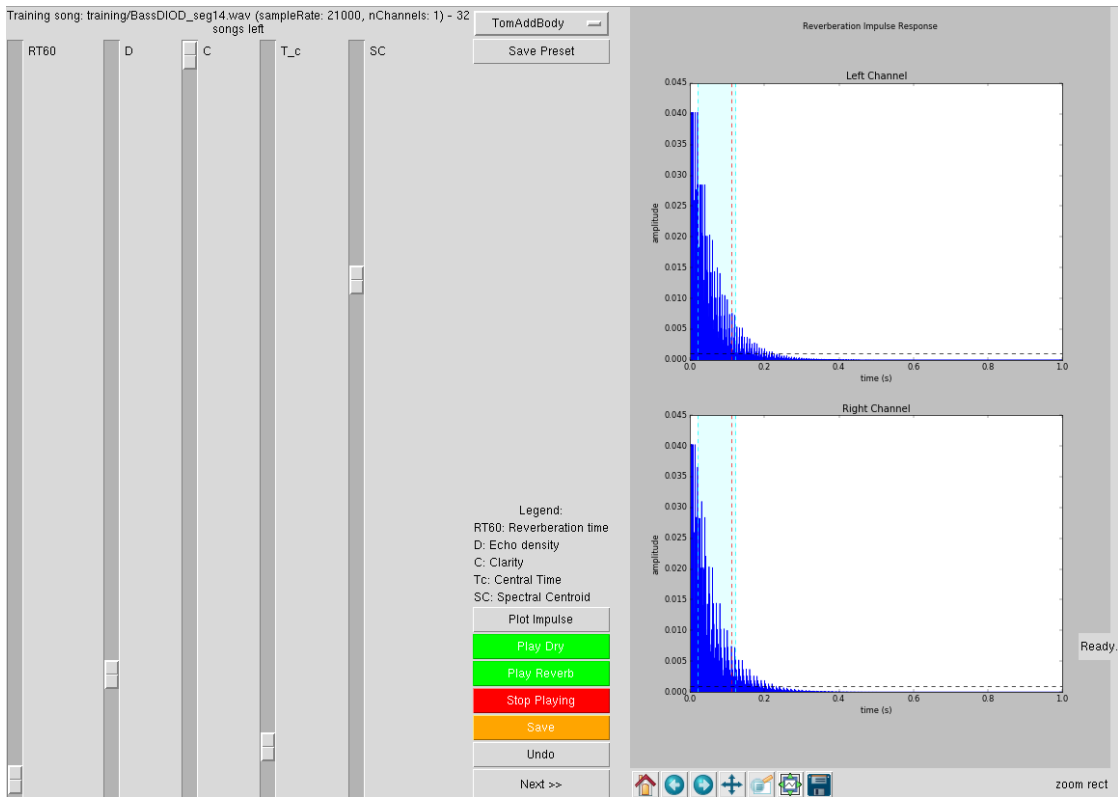 Training song: training/BassDIOD_seg14.wav (sampleRate: 21000, nChannels: 1) - 32
songs left
RT60
D
C
T_c
SC
TomAddBody
Save Preset
Legend:
RT60: Reverberation time
D: Echo density
C: Clarity
Tc: Central Time
SC: Spectral Centroid
Plot Impulse
Play Dry
Play Reverb
Stop Playing
Save
Undo
Next >>
Reverberation Impulse Response
Left Channel
0.045
0.040
0.035
0.030
0.025
0.020
0.015
0.010
0.005
0.000
amplitude
0.0 0.2 0.4 0.6 0.8 1.0
time (s)
Right Channel
0.045
0.040
0.035
0.030
0.025
0.020
0.015
0.010
0.005
0.000
amplitude
0.0 0.2 0.4 0.6 0.8 1.0
time (s)
Ready.
zoom rect